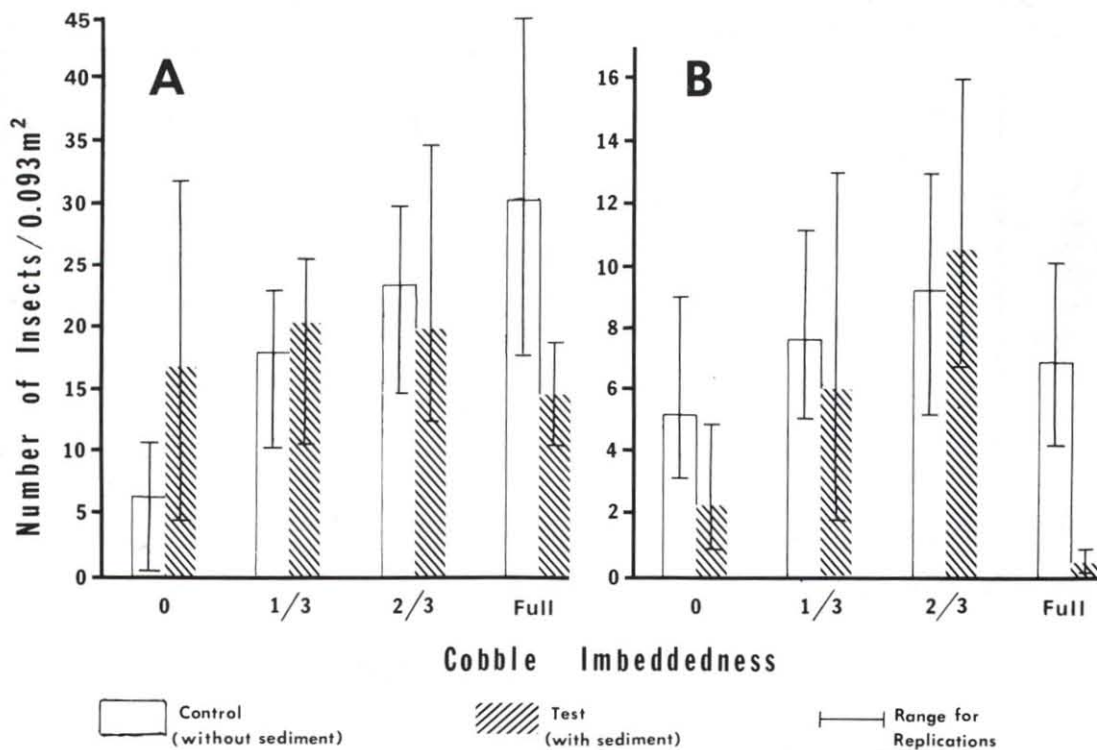 A
B
Number of Insects/0.093m²
45
40
35
30
25
20
15
10
5
0
16
14
12
10
8
6
4
2
0
0 1/3 2/3 Full
0 1/3 2/3 Full
Cobble Imbeddedness
Control
(without sediment)
Test
(with sediment)
Range for
Replications